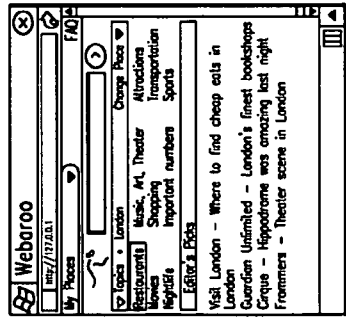 Webaroo
http://127.0.0.1
My Places FAQ
Topics • London Change Place
Restaurants Music, Art, Theater Attractions
Movies Shopping Transportation
Nightlife Important numbers Sports
Editor's Picks
Visit London – Where to find cheap eats in
London
Guardian Unlimited – London's finest bookshops
Cirque – Hippodrome was amazing last night
Frommers – Theater scene in London